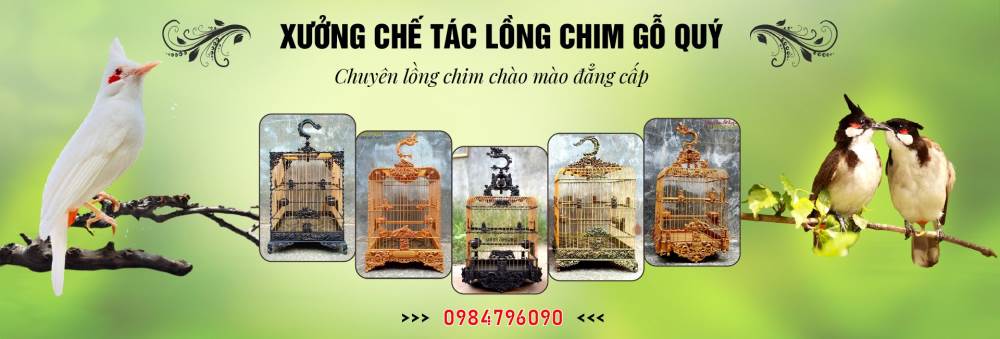 XƯỞNG CHẾ TÁC LỒNG CHIM GỖ QUÝ
Chuyên lồng chim chào mào đẳng cấp
>>> 0984796090 <<<